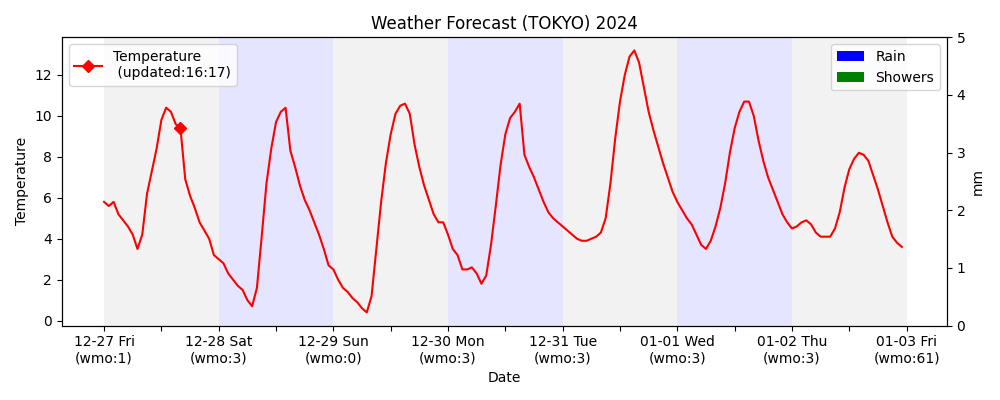 Weather Forecast (TOKYO) 2024
Temperature
(updated:16:17)
Rain
Showers
Temperature
12
10
8
6
4
2
0
5
4
3
2
1
0
mm
12-27 Fri
(wmo:1)
12-28 Sat
(wmo:3)
12-29 Sun
(wmo:0)
12-30 Mon
(wmo:3)
12-31 Tue
(wmo:3)
01-01 Wed
(wmo:3)
01-02 Thu
(wmo:3)
01-03 Fri
(wmo:61)
Date